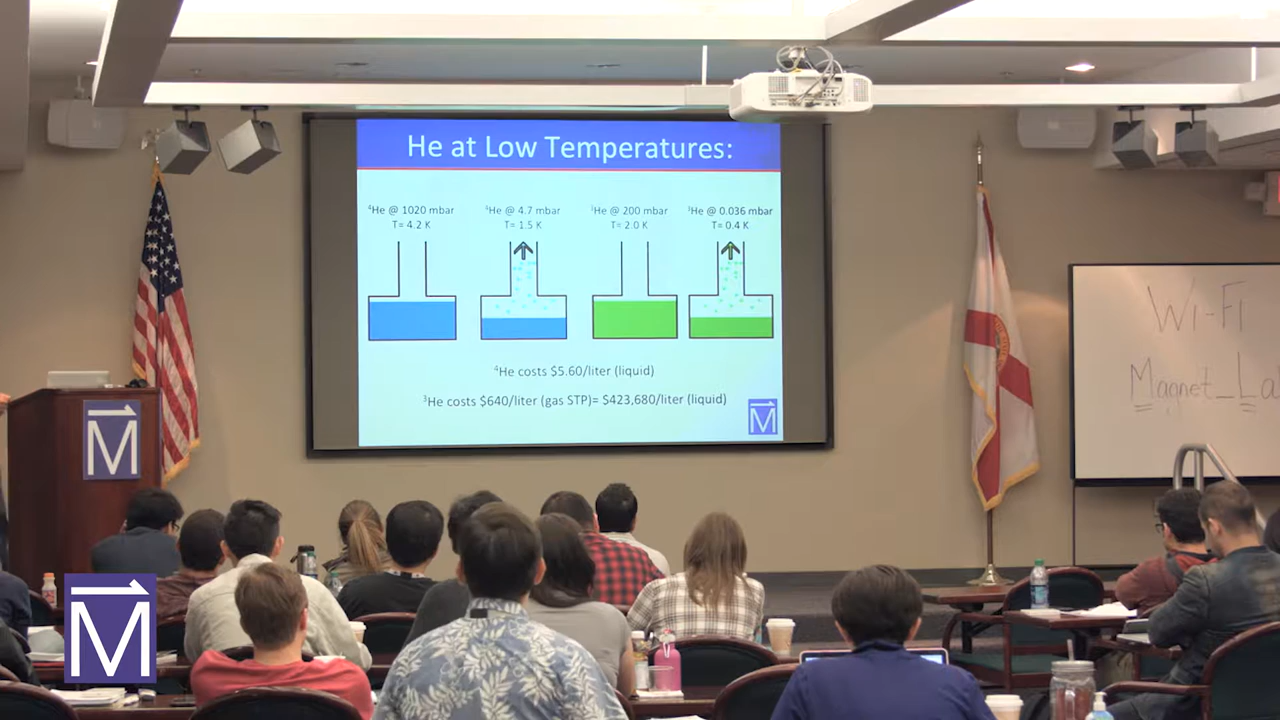 He at Low Temperatures:
⁴He @ 1020 mbar
T= 4.2 K
⁴He @ 4.7 mbar
T= 1.5 K
³He @ 200 mbar
T= 2.0 K
³He @ 0.036 mbar
T= 0.4 K
⁴He costs $5.60/liter (liquid)
³He costs $640/liter (gas STP)= $423,680/liter (liquid)
M
Wi-Fi
Magnet_La
M
M